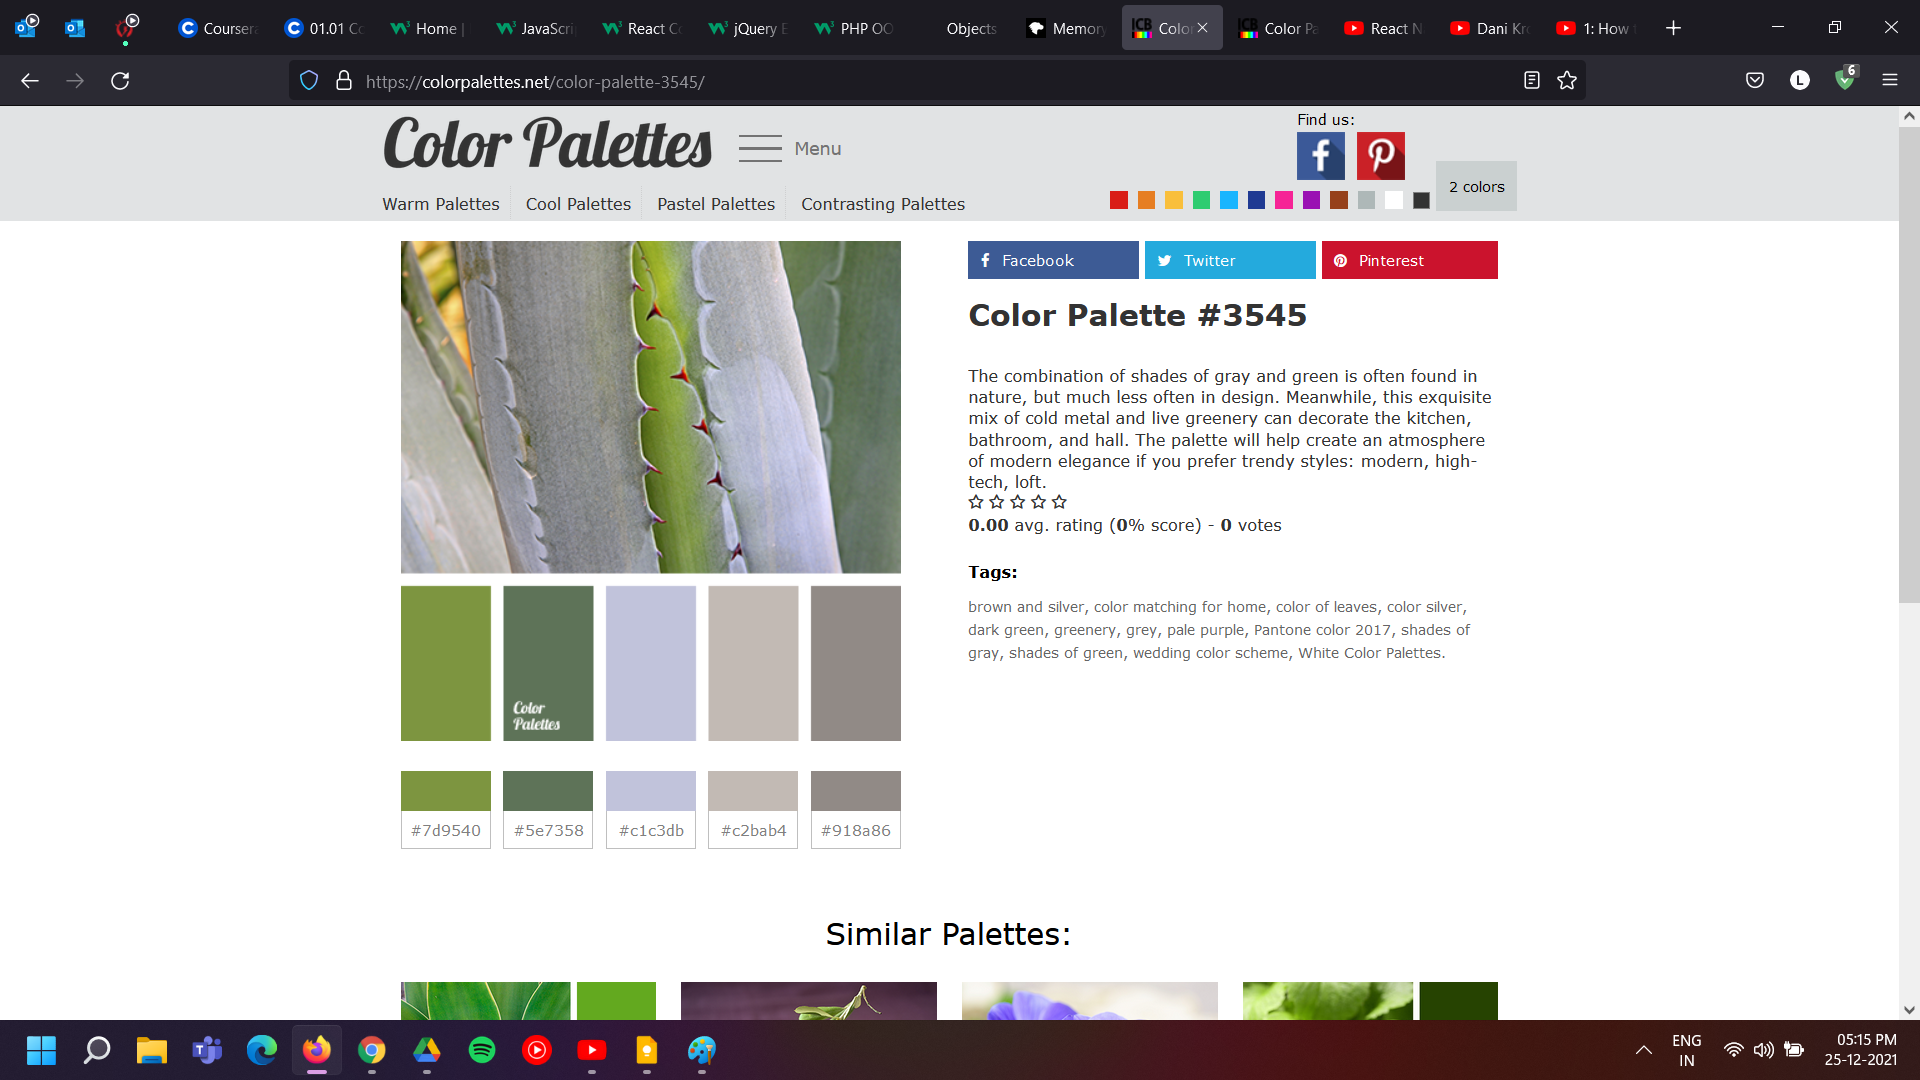 Coursera
01.01 Co
Home |
JavaScri
React Co
jQuery E
PHP OO
Objects
Memory
Color
Color Pa
React N
Dani Kro
1: How t
https://colorpalettes.net/color-palette-3545/
L
6
Color Palettes
Menu
Find us:
Warm Palettes
Cool Palettes
Pastel Palettes
Contrasting Palettes
2 colors
Facebook
Twitter
Pinterest
Color Palette #3545
The combination of shades of gray and green is often found in
nature, but much less often in design. Meanwhile, this exquisite
mix of cold metal and live greenery can decorate the kitchen,
bathroom, and hall. The palette will help create an atmosphere
of modern elegance if you prefer trendy styles: modern, high-
tech, loft.
0.00 avg. rating (0% score) - 0 votes
Tags:
brown and silver, color matching for home, color of leaves, color silver,
dark green, greenery, grey, pale purple, Pantone color 2017, shades of
gray, shades of green, wedding color scheme, White Color Palettes.
Color
Palettes
#7d9540
#5e7358
#c1c3db
#c2bab4
#918a86
Similar Palettes:
ENG
IN
05:15 PM
25-12-2021